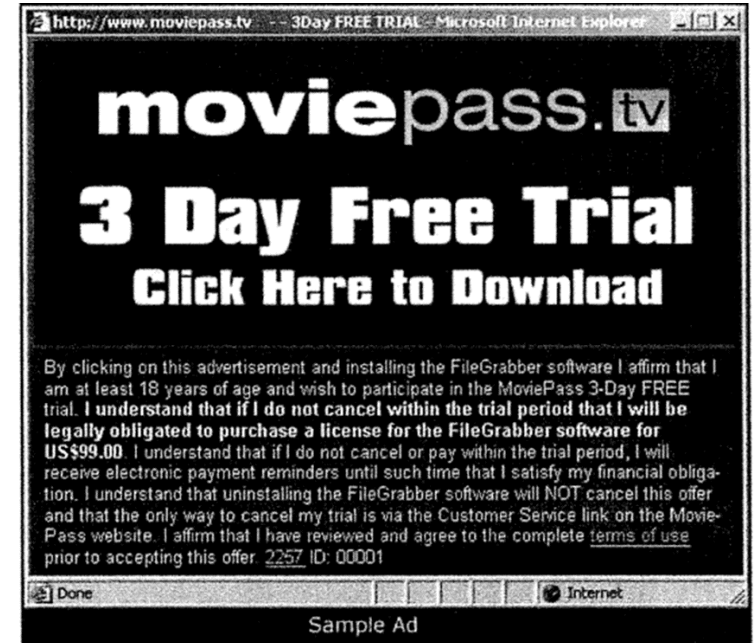 http://www.moviepass.tv -- 3Day FREE TRIAL - Microsoft Internet Explorer
moviepass.tv
3 Day Free Trial
Click Here to Download
By clicking on this advertisement and installing the FileGrabber software I affirm that I
am at least 18 years of age and wish to participate in the MoviePass 3-Day FREE
trial. I understand that if I do not cancel within the trial period that I will be
legally obligated to purchase a license for the FileGrabber software for
US$99.00. I understand that if I do not cancel or pay within the trial period, I will
receive electronic payment reminders until such time that I satisfy my financial obliga-
tion. I understand that uninstalling the FileGrabber software will NOT cancel this offer
and that the only way to cancel my trial is via the Customer Service link on the Movie-
Pass website. I affirm that I have reviewed and agree to the complete terms of use
prior to accepting this offer. 2257 ID: 00001
Done
Internet
Sample Ad